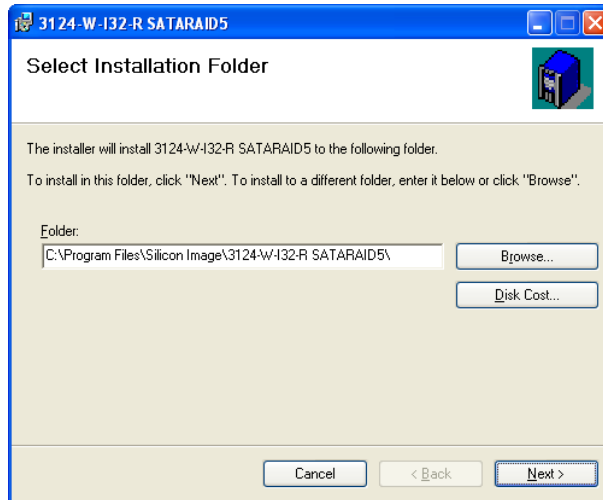 3124-W-I32-R SATARAID5
Select Installation Folder
The installer will install 3124-W-I32-R SATARAID5 to the following folder.
To install in this folder, click "Next". To install to a different folder, enter it below or click "Browse".
Folder:
C:\Program Files\Silicon Image\3124-W-I32-R SATARAID5\
Browse...
Disk Cost...
Cancel
< Back
Next >